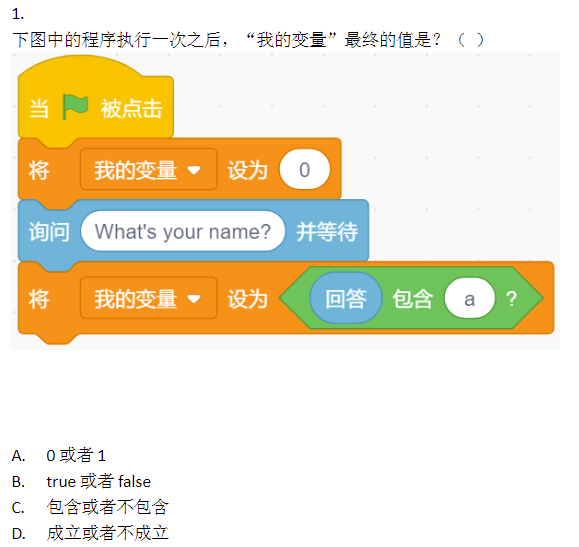 1.
下图中的程序执行一次之后，“我的变量”最终的值是？（ ）
当 被点击
将 我的变量 设为 0
询问 What's your name? 并等待
将 我的变量 设为 回答 包含 a ?
A. 0 或者 1
B. true 或者 false
C. 包含或者不包含
D. 成立或者不成立